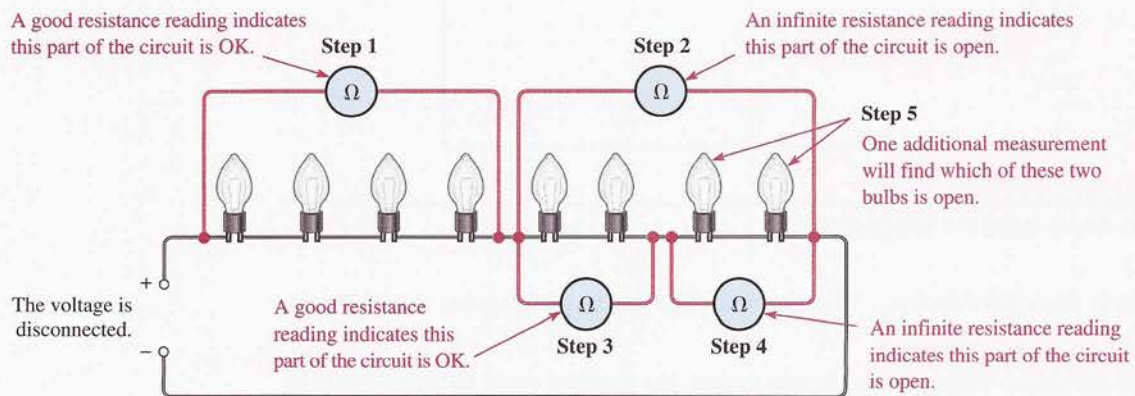 A good resistance reading indicates
this part of the circuit is OK.
Step 1
Ω
Step 2
Ω
An infinite resistance reading indicates
this part of the circuit is open.
Step 5
One additional measurement
will find which of these two
bulbs is open.
+
The voltage is
disconnected.
–
A good resistance
reading indicates this
part of the circuit is OK.
Ω
Step 3
Ω
Step 4
An infinite resistance reading
indicates this part of the circuit
is open.